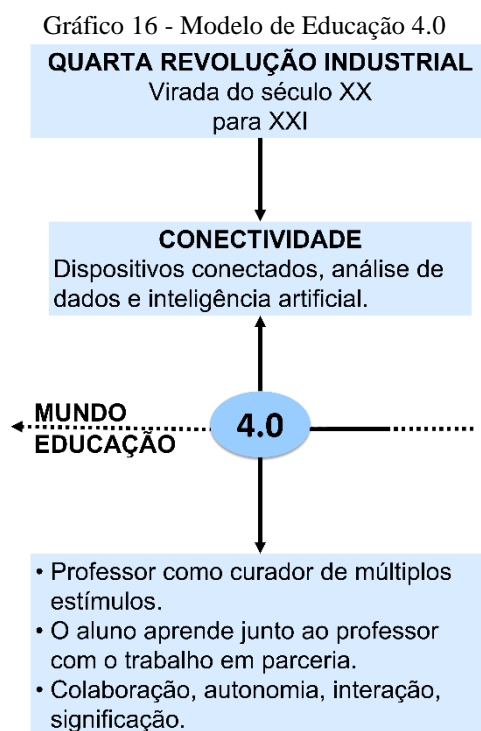 Gráfico 16 - Modelo de Educação 4.0
QUARTA REVOLUÇÃO INDUSTRIAL
Virada do século XX
para XXI
CONECTIVIDADE
Dispositivos conectados, análise de
dados e inteligência artificial.
MUNDO
4.0
EDUCAÇÃO
• Professor como curador de múltiplos
estímulos.
• O aluno aprende junto ao professor
com o trabalho em parceria.
• Colaboração, autonomia, interação,
significação.